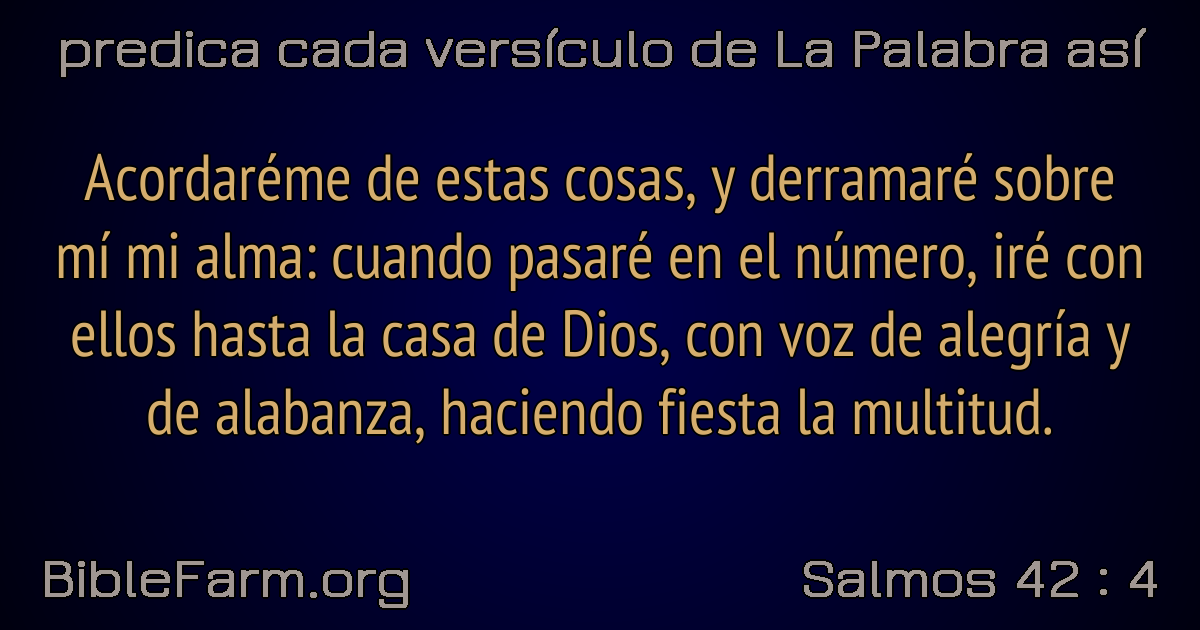 predica cada versículo de La Palabra así
Acordaréme de estas cosas, y derramaré sobre
mí mi alma: cuando pasaré en el número, iré con
ellos hasta la casa de Dios, con voz de alegría y
de alabanza, haciendo fiesta la multitud.
BibleFarm.org
Salmos 42 : 4